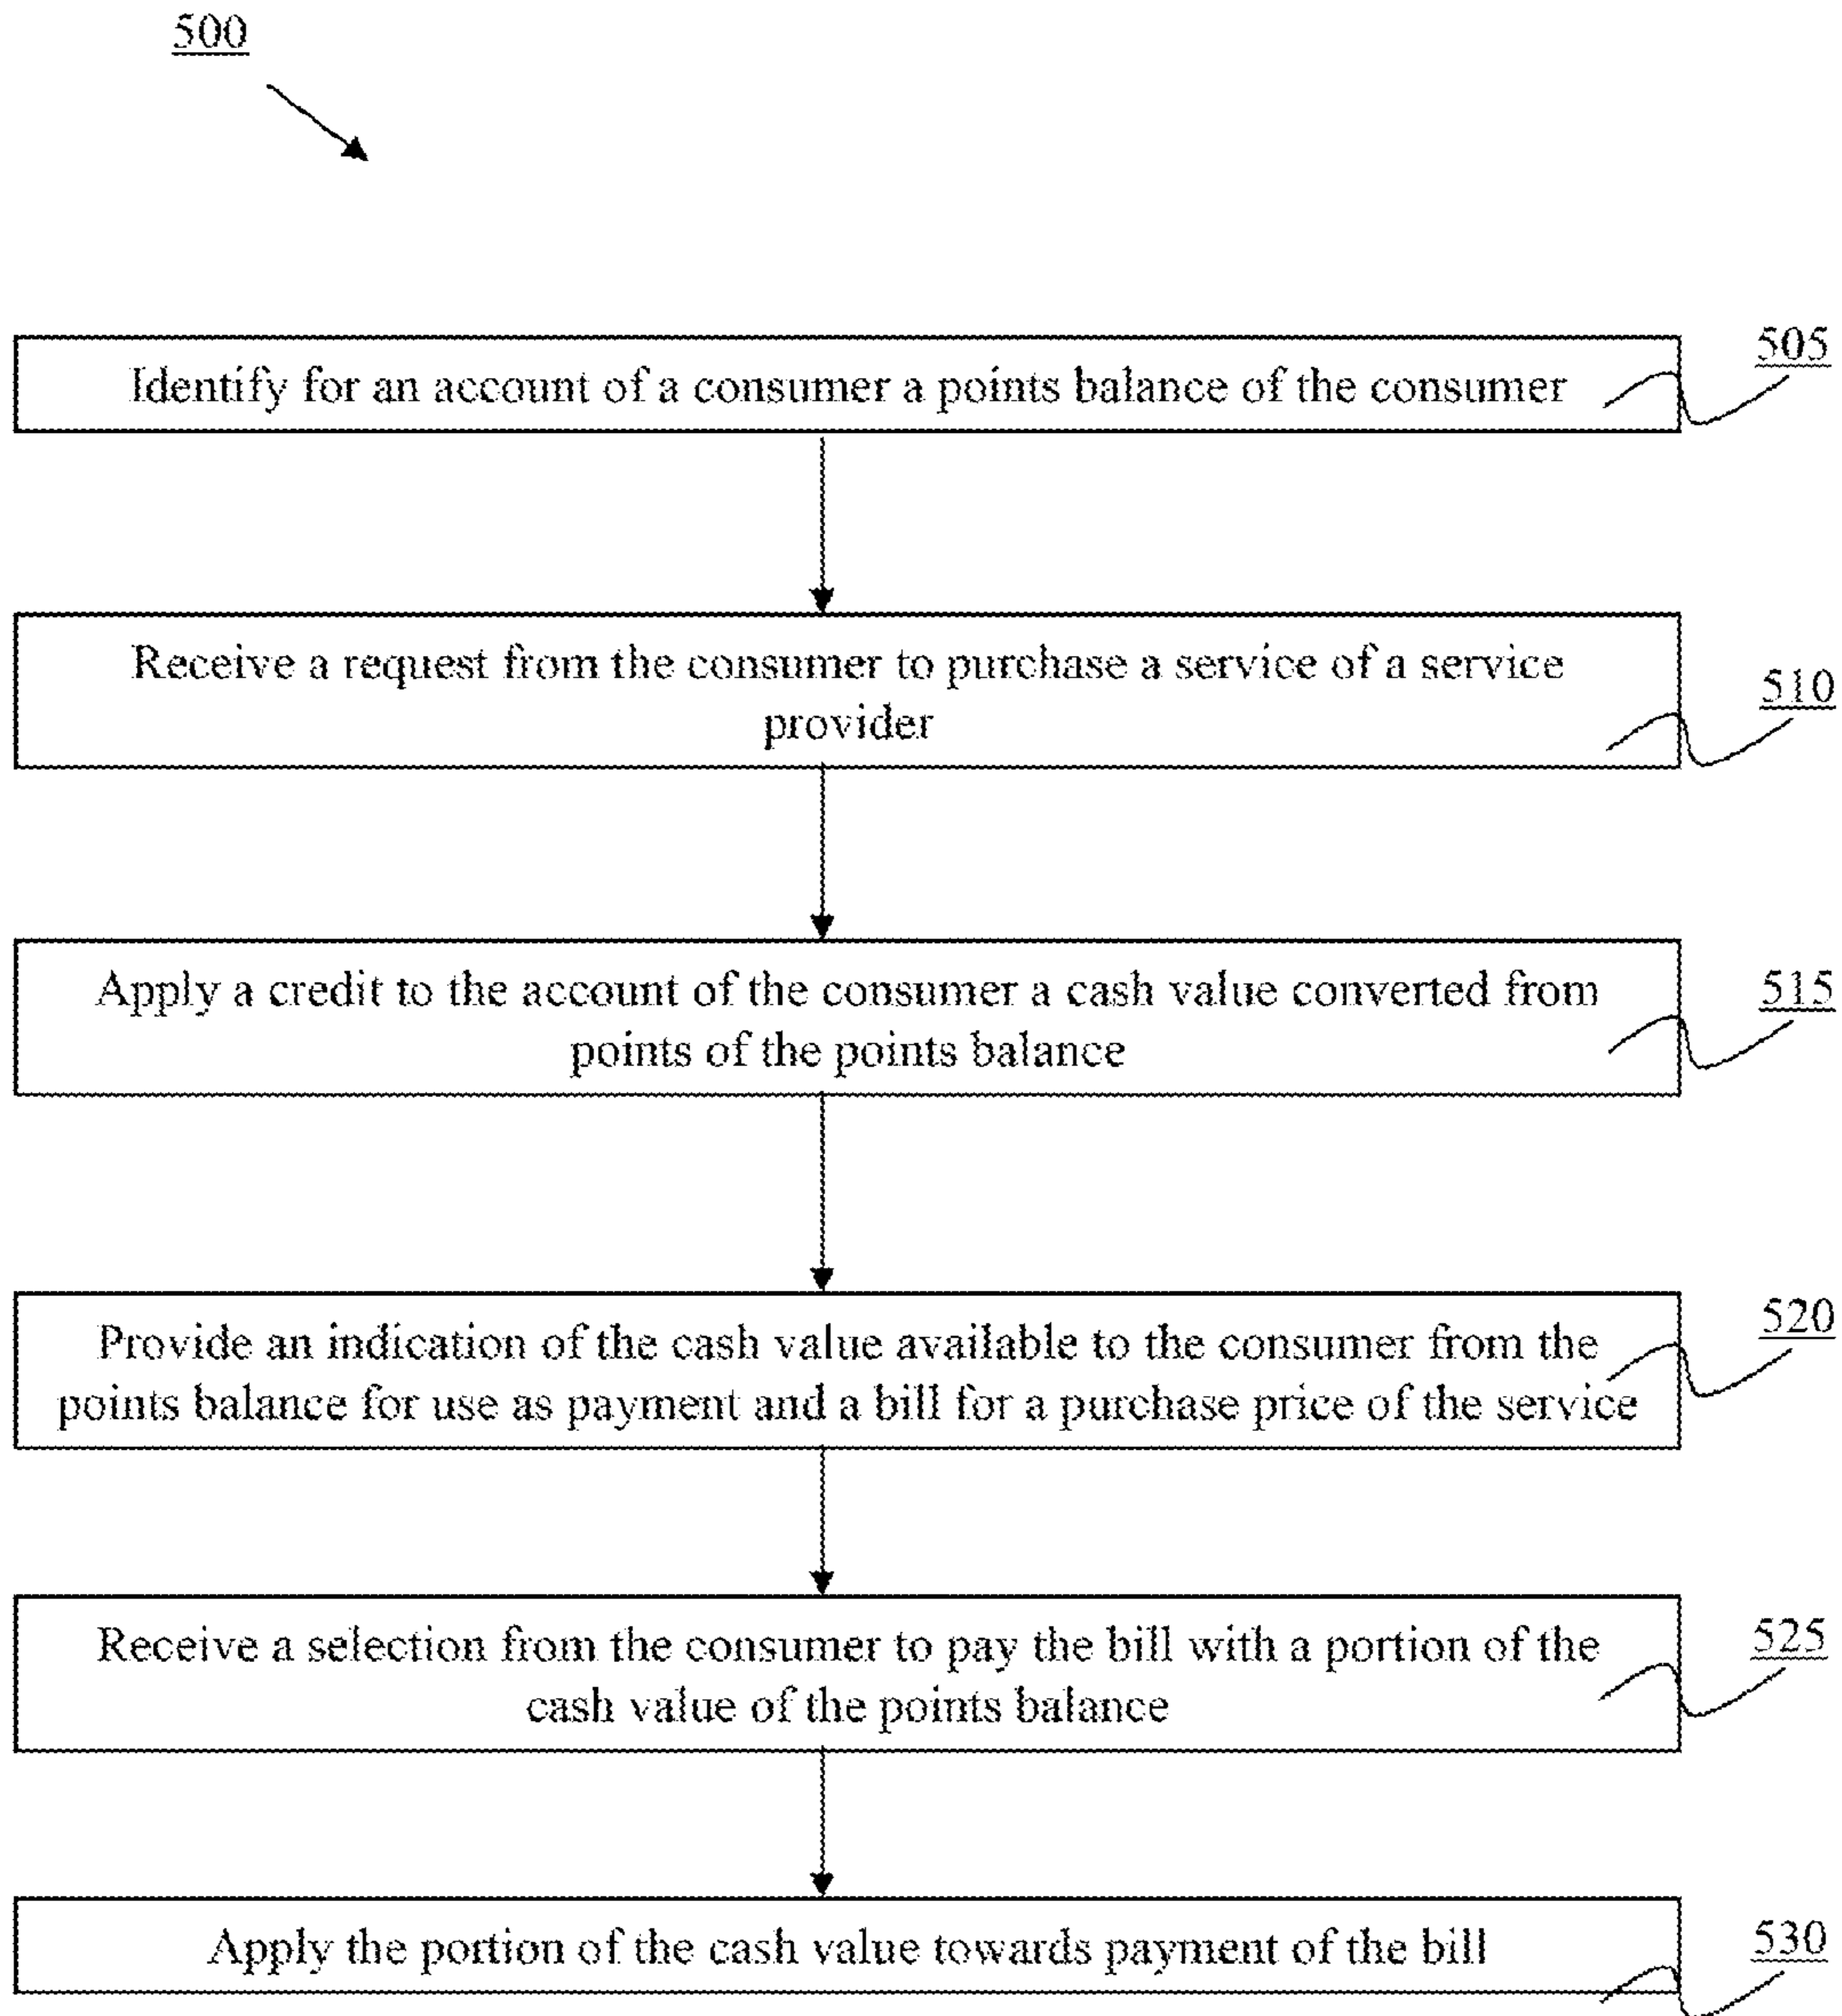 500
Identify for an account of a consumer a points balance of the consumer
505
Receive a request from the consumer to purchase a service of a service
provider
510
Apply a credit to the account of the consumer a cash value converted from
points of the points balance
515
Provide an indication of the cash value available to the consumer from the
points balance for use as payment and a bill for a purchase price of the service
520
Receive a selection from the consumer to pay the bill with a portion of the
cash value of the points balance
525
Apply the portion of the cash value towards payment of the bill
530